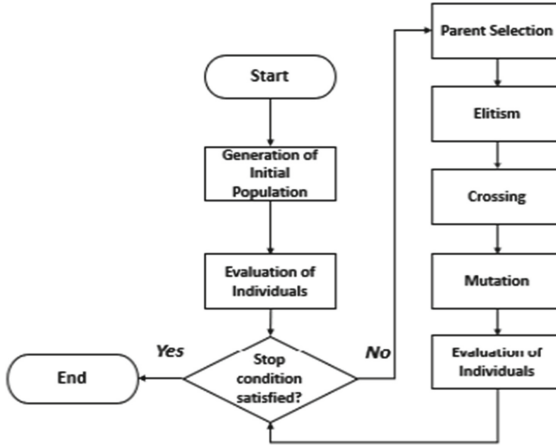 Start
Generation of
Initial
Population
Evaluation of
Individuals
Stop
condition
satisfied?
Yes
End
No
Parent Selection
Elitism
Crossing
Mutation
Evaluation of
Individuals